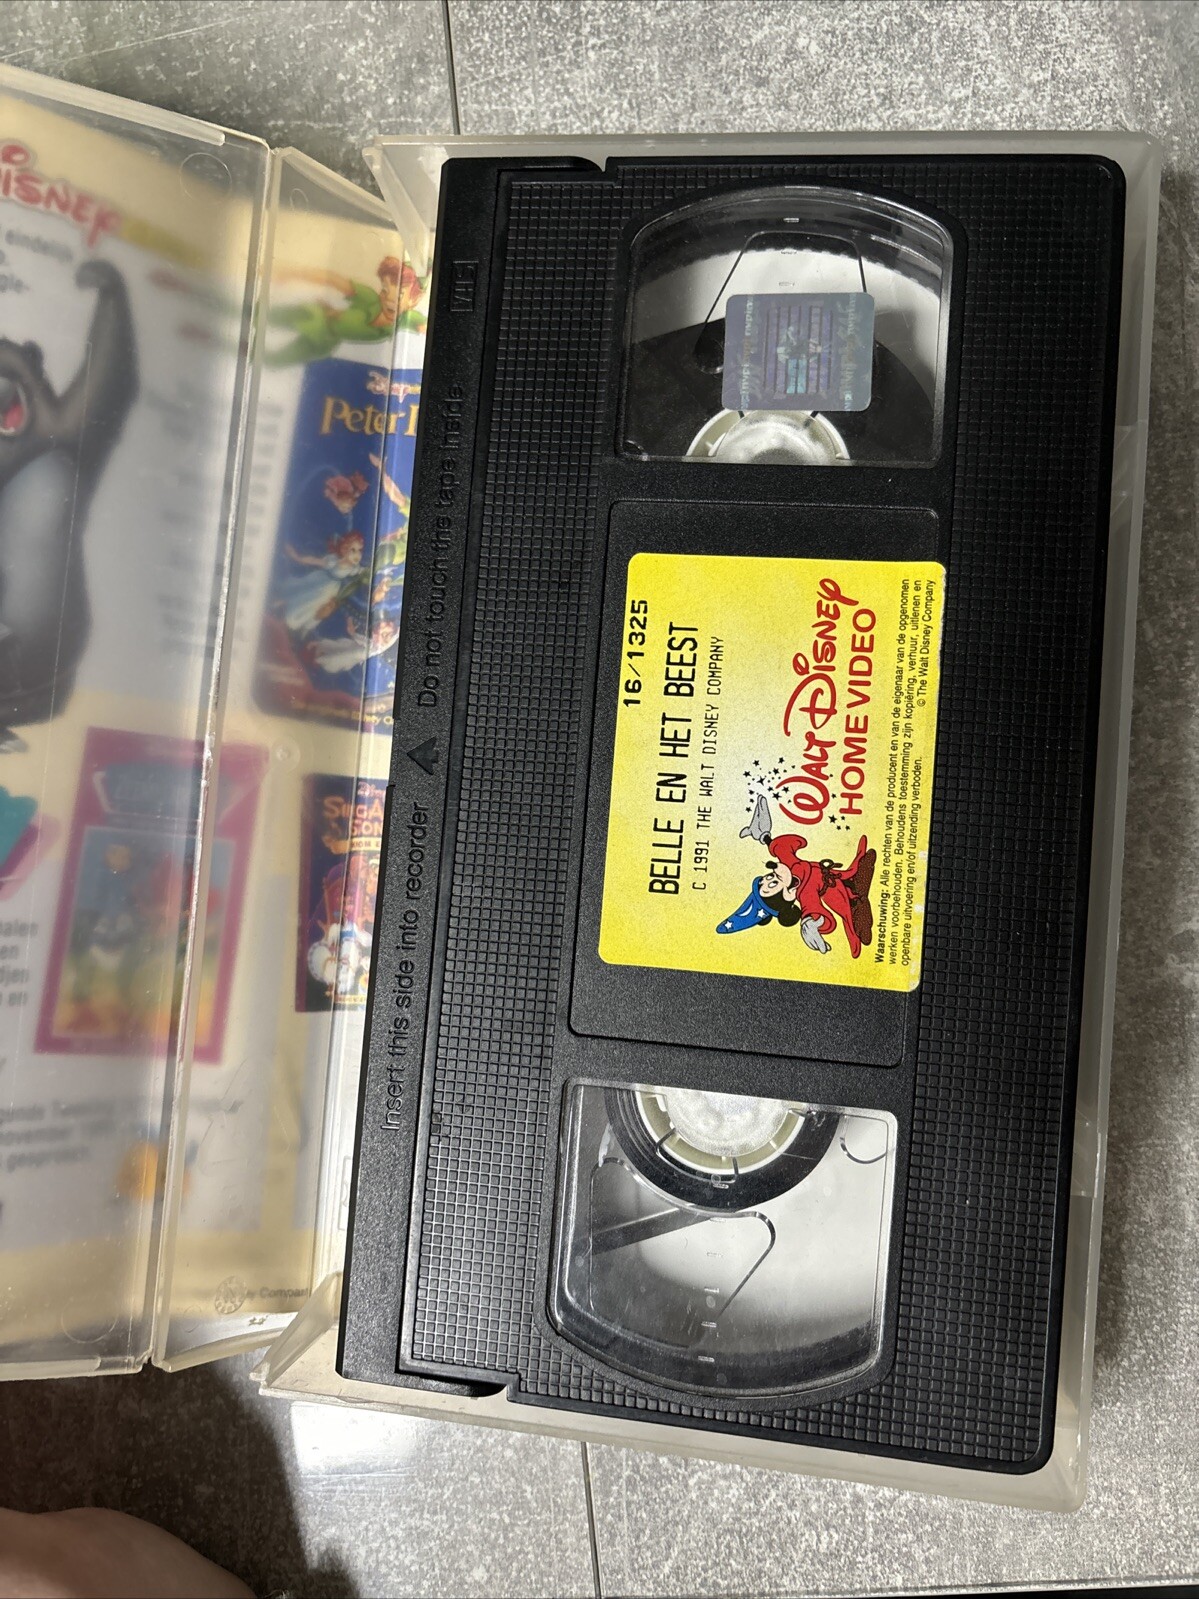 16/1325
BELLE EN HET BEEST
C 1991 THE WALT DISNEY COMPANY
WALT DISNEY
HOME VIDEO
Waarschuwing: Alle rechten van de producent en van de eigenaar van de opgenomen
werken voorbehouden. Behoudens toestemming zijn kopiëring, verhuur, uitlenen en
openbare uitvoering en/of uitzending verboden. © The Walt Disney Company
Insert this side into recorder
Do not touch the tape inside
VHS
DISNEY
eindelijk
Disney
Peter